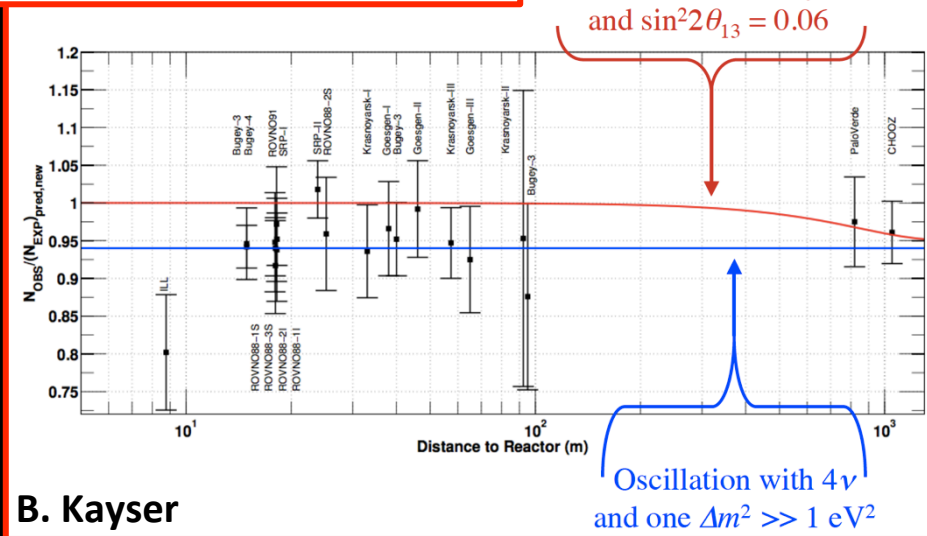 and sin²2θ₁₃ = 0.06
1.2
1.15
1.1
1.05
1
0.95
0.9
0.85
0.8
0.75
N_OBS/(N_EXP)_pred,new
ILL
Bugey-3
Bugey-4
ROVNO91
SRP-I
SRP-II
ROVNO88-2S
Krasnoyarsk-I
Goesgen-I
Bugey-3
Goesgen-II
Krasnoyarsk-III
Goesgen-III
Krasnoyarsk-II
Bugey-3
PaloVerde
CHOOZ
ROVNO88-1S
ROVNO88-3S
ROVNO88-2I
ROVNO88-1I
10¹
10²
10³
Distance to Reactor (m)
Oscillation with 4ν
and one Δm² >> 1 eV²
B. Kayser